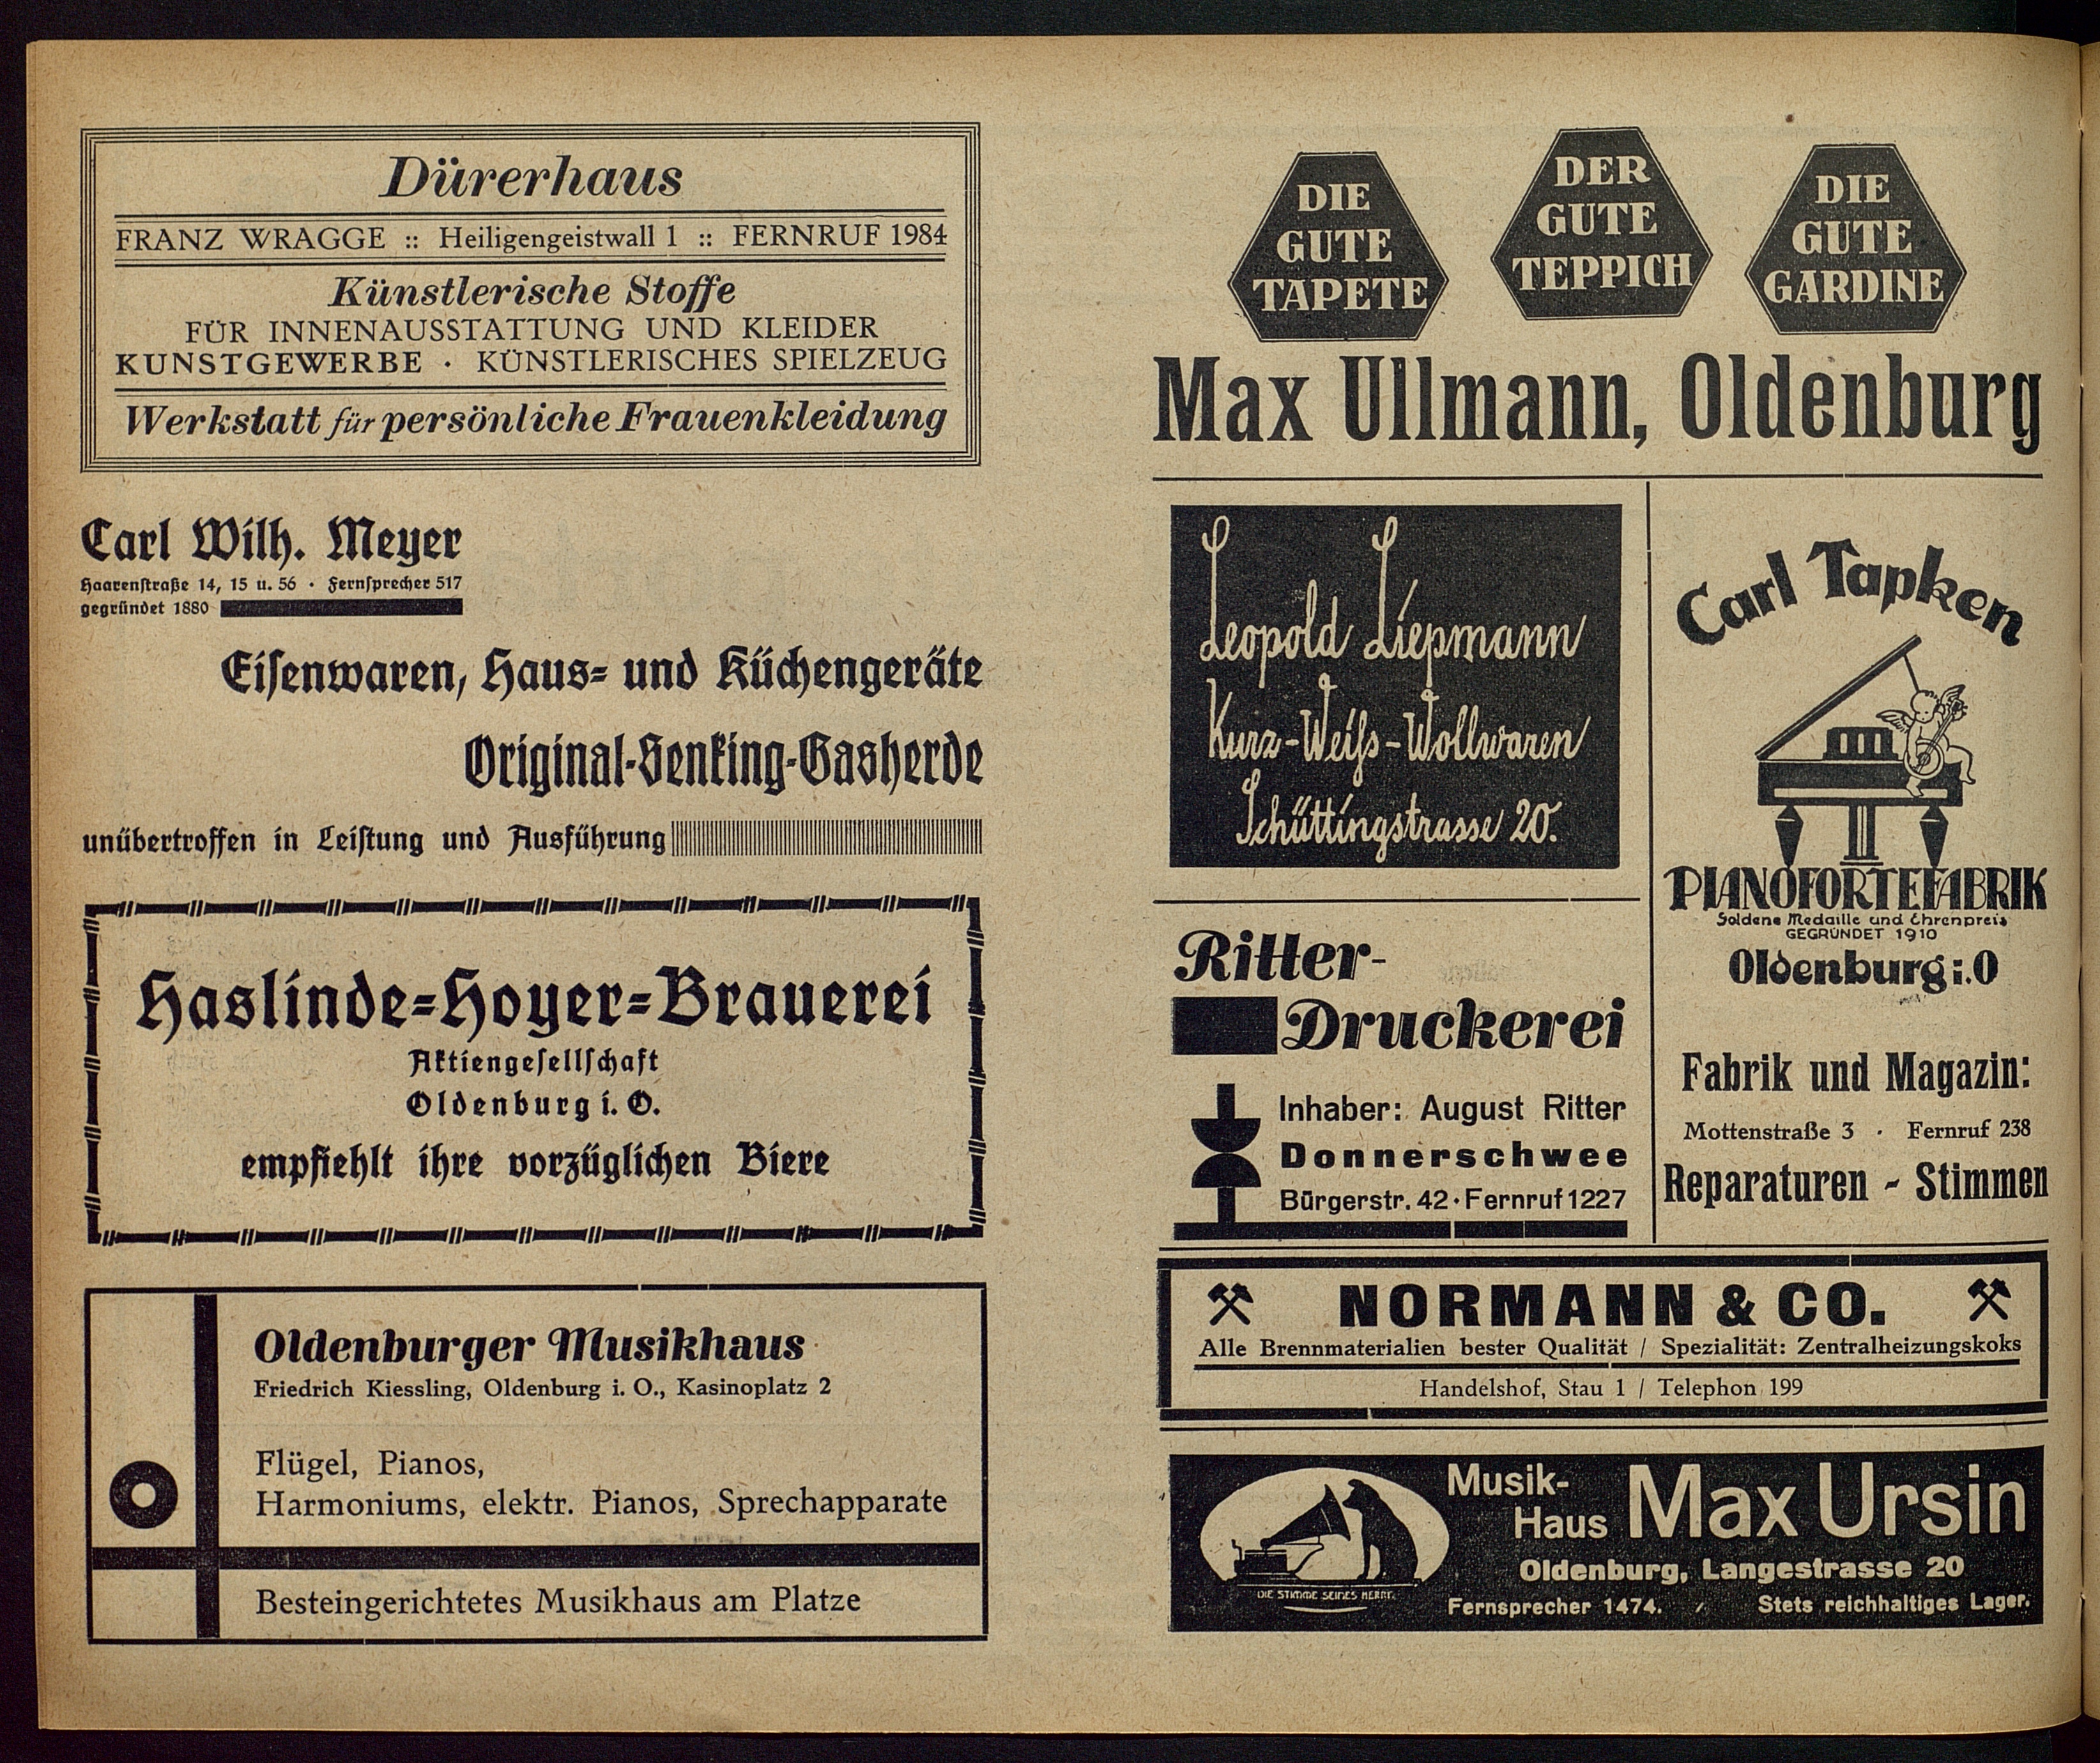 Dürerhaus
FRANZ WRAGGE :: Heiligengeistwall 1 :: FERNRUF 1984
Künstlerische Stoffe
FÜR INNENAUSSTATTUNG UND KLEIDER
KUNSTGEWERBE · KÜNSTLERISCHES SPIELZEUG
Werkstatt für persönliche Frauenkleidung
Carl Wilh. Meyer
Haarenſtraße 14, 15 u. 56 · Fernſprecher 517
gegründet 1880
Eiſenwaren, Haus- und Küchengeräte
Original-Senking-Gasherde
unübertroffen in Leiſtung und Ausführung
Haslinde-Hoyer-Brauerei
Aktiengeſellſchaft
Oldenburg i. O.
empfiehlt ihre vorzüglichen Biere
Oldenburger Musikhaus
Friedrich Kiessling, Oldenburg i. O., Kasinoplatz 2
Flügel, Pianos,
Harmoniums, elektr. Pianos, Sprechapparate
Besteingerichtetes Musikhaus am Platze
DIE
GUTE
TAPETE
DER
GUTE
TEPPICH
DIE
GUTE
GARDINE
Max Ullmann, Oldenburg
Leopold Liepmann
Kurz-Weiſs-Wollwaren
Schüttingstrasse 20.
Ritter-
Druckerei
Inhaber: August Ritter
Donnerschwee
Bürgerstr. 42 · Fernruf 1227
Carl Tapken
PIANOFORTEFABRIK
Goldene Medaille und Ehrenpreis
GEGRÜNDET 1910
Oldenburg i. O
Fabrik und Magazin:
Mottenstraße 3 · Fernruf 238
Reparaturen - Stimmen
NORMANN & CO.
Alle Brennmaterialien bester Qualität / Spezialität: Zentralheizungskoks
Handelshof, Stau 1 / Telephon 199
DIE STIMME SEINES HERRN.
Musik-
Haus Max Ursin
Oldenburg, Langestrasse 20
Fernsprecher 1474. / Stets reichhaltiges Lager.